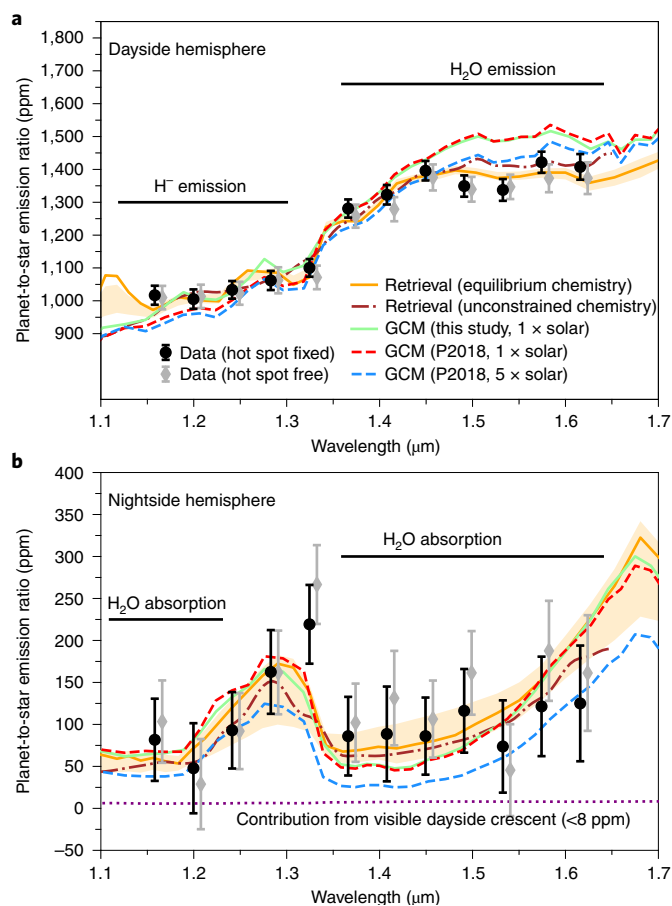 a
1,800
1,700
1,600
1,500
1,400
1,300
1,200
1,100
1,000
900
Planet-to-star emission ratio (ppm)
Dayside hemisphere
H₂O emission
H⁻ emission
Retrieval (equilibrium chemistry)
Retrieval (unconstrained chemistry)
GCM (this study, 1 × solar)
Data (hot spot fixed)
GCM (P2018, 1 × solar)
Data (hot spot free)
GCM (P2018, 5 × solar)
1.1 1.2 1.3 1.4 1.5 1.6 1.7
Wavelength (μm)
b
400
350
300
250
200
150
100
50
0
–50
Planet-to-star emission ratio (ppm)
Nightside hemisphere
H₂O absorption
H₂O absorption
Contribution from visible dayside crescent (<8 ppm)
1.1 1.2 1.3 1.4 1.5 1.6 1.7
Wavelength (μm)